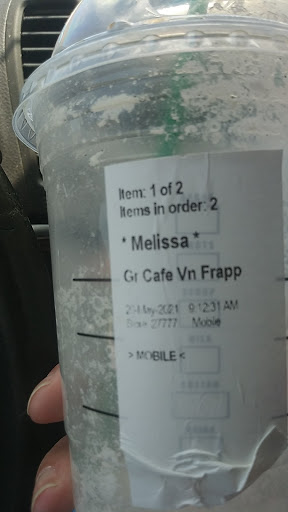 Item: 1 of 2
Items in order: 2
* Melissa *
Gr Cafe Vn Frapp
May-2021 9:12:31 AM
27777 Mobile
> MOBILE <
MILK